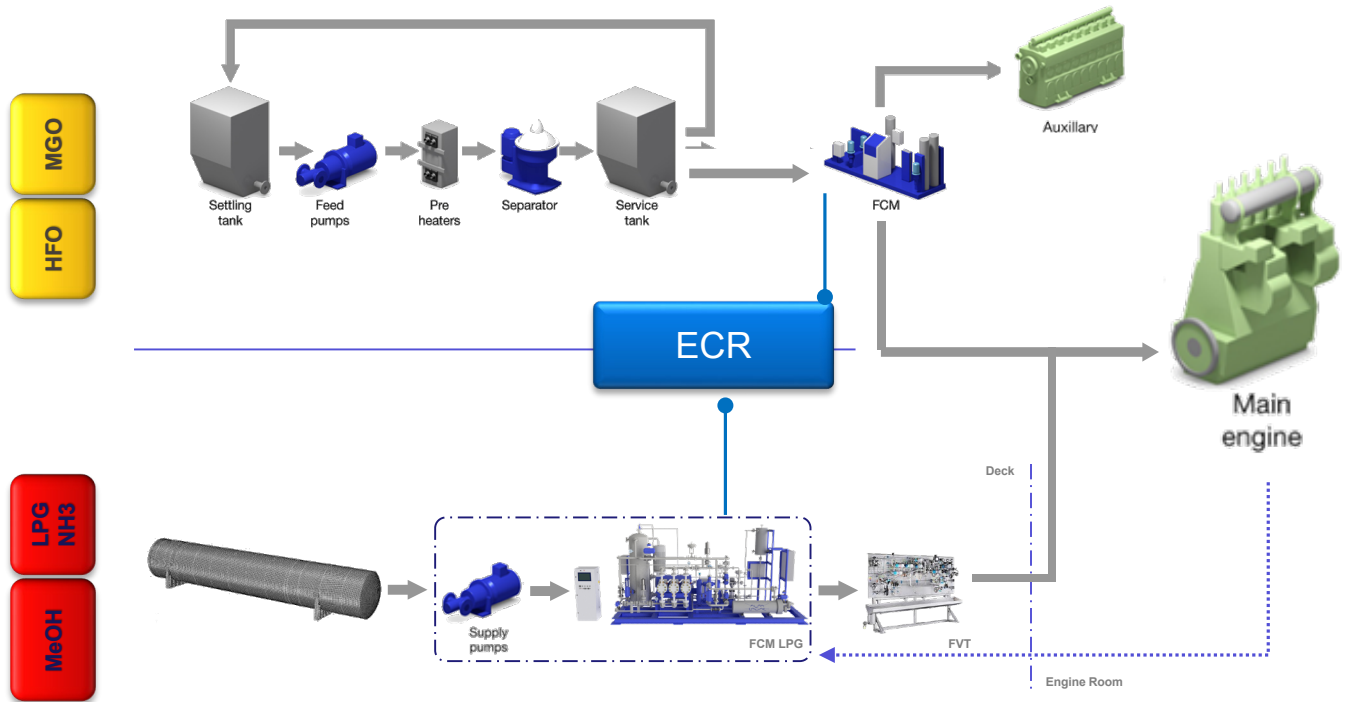 MGO
HFO
Settling
tank
Feed
pumps
Pre
heaters
Separator
Service
tank
FCM
Auxillary
ECR
Main
engine
LPG
NH3
MeOH
Supply
pumps
FCM LPG
FVT
Deck
Engine Room